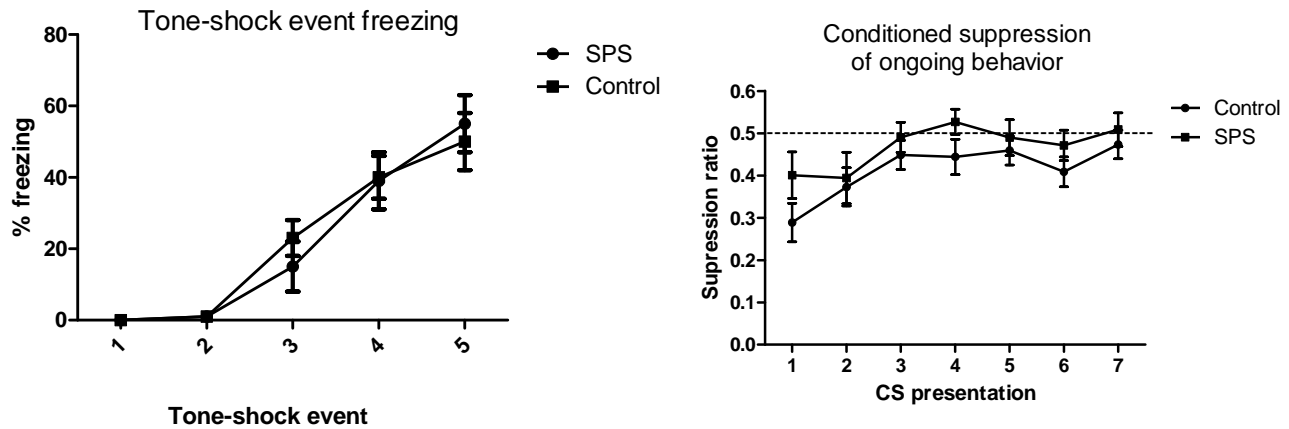 Tone-shock event freezing
80
60
40
20
0
% freezing
1 2 3 4 5
Tone-shock event
SPS
Control
Conditioned suppression
of ongoing behavior
0.6
0.5
0.4
0.3
0.2
0.1
0.0
Supression ratio
1 2 3 4 5 6 7
CS presentation
Control
SPS